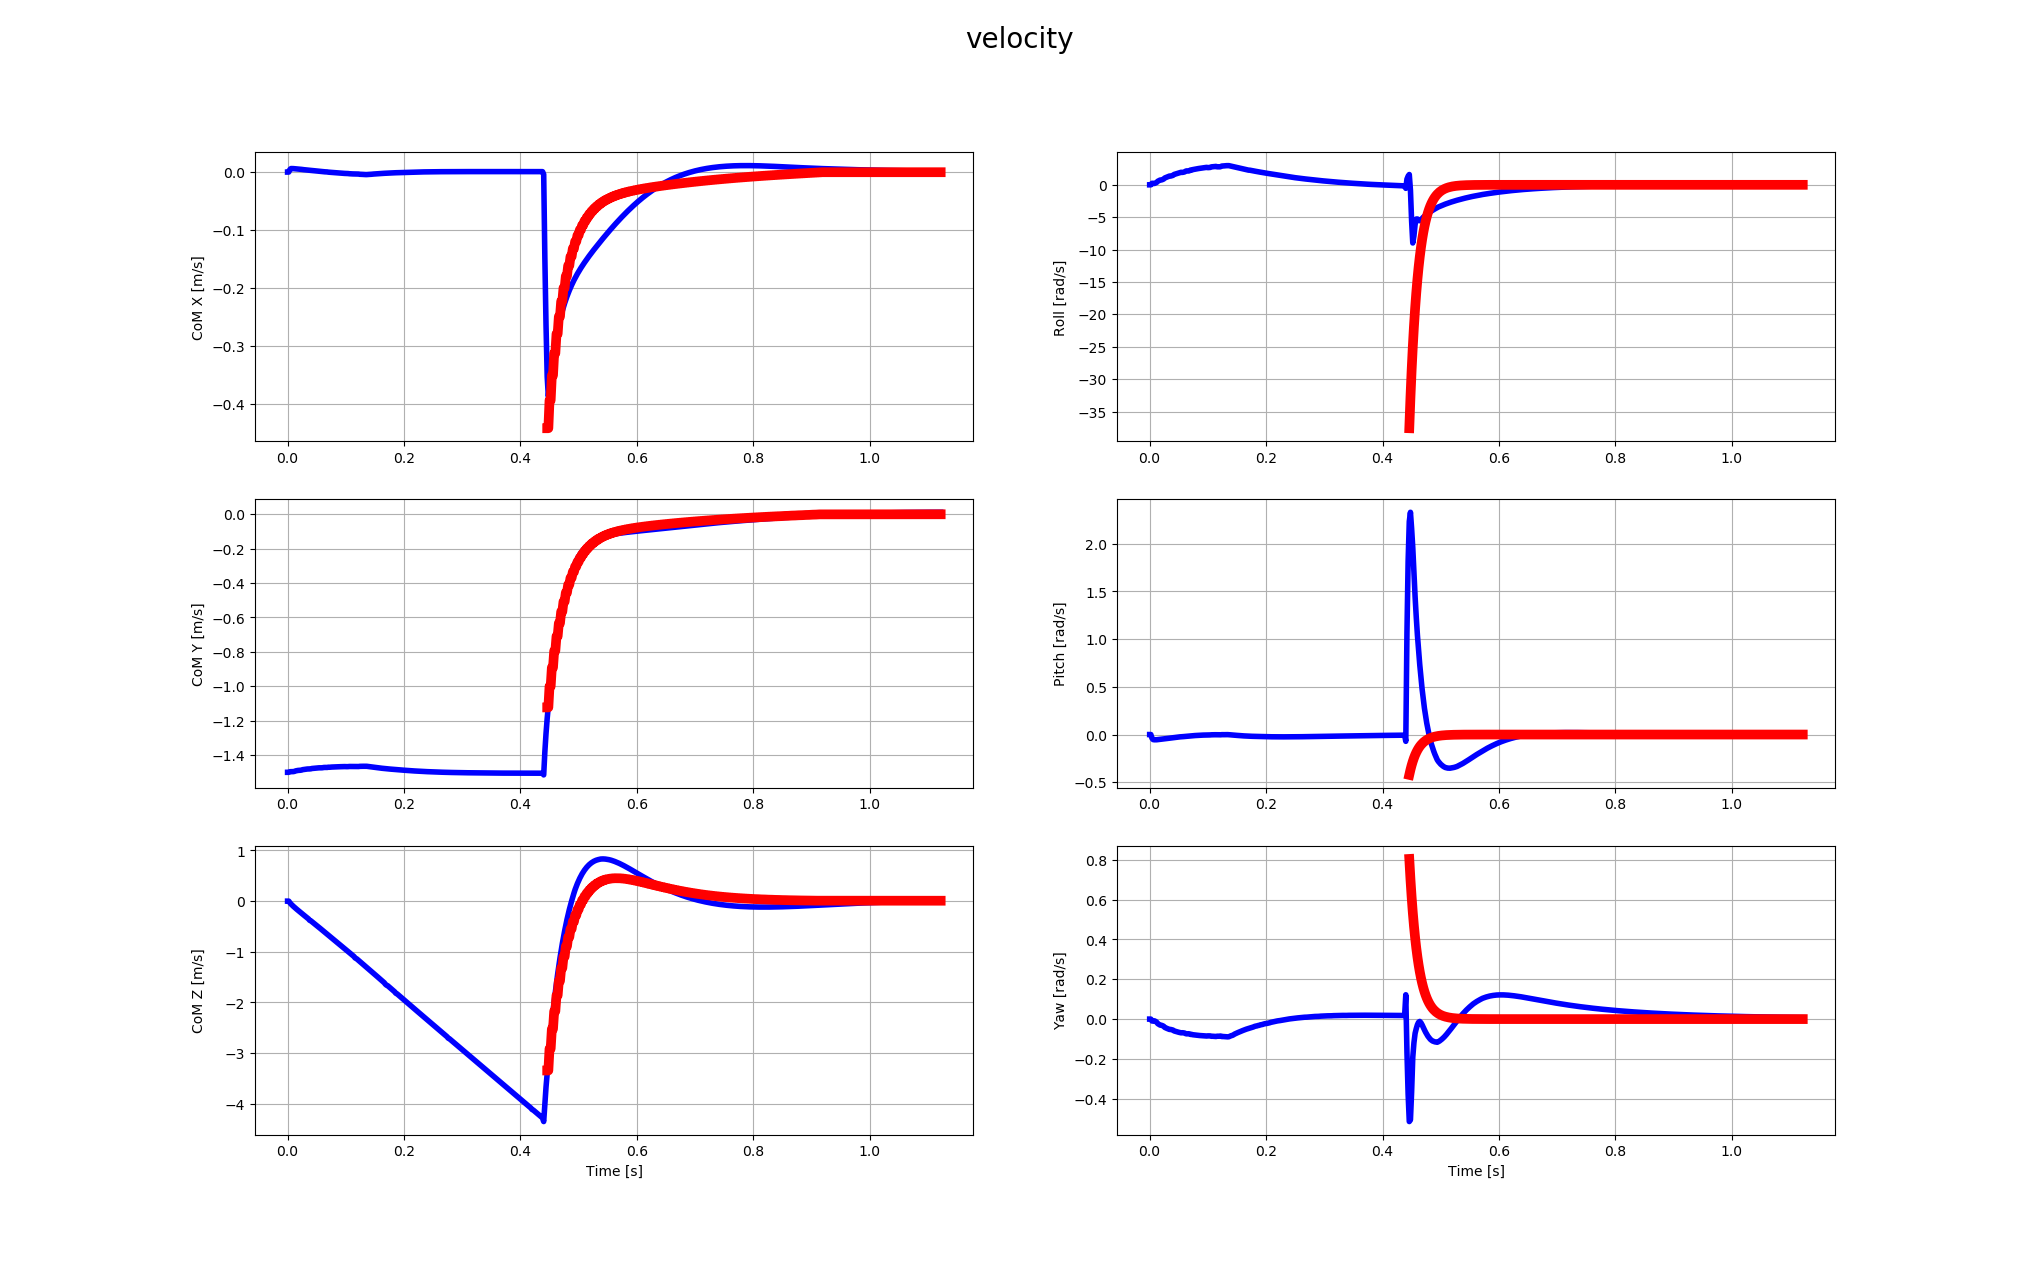 velocity
CoM X [m/s]
0.0
−0.1
−0.2
−0.3
−0.4
0.0 0.2 0.4 0.6 0.8 1.0
Roll [rad/s]
0
−5
−10
−15
−20
−25
−30
−35
0.0 0.2 0.4 0.6 0.8 1.0
CoM Y [m/s]
0.0
−0.2
−0.4
−0.6
−0.8
−1.0
−1.2
−1.4
0.0 0.2 0.4 0.6 0.8 1.0
Pitch [rad/s]
2.0
1.5
1.0
0.5
0.0
−0.5
0.0 0.2 0.4 0.6 0.8 1.0
CoM Z [m/s]
1
0
−1
−2
−3
−4
0.0 0.2 0.4 0.6 0.8 1.0
Time [s]
Yaw [rad/s]
0.8
0.6
0.4
0.2
0.0
−0.2
−0.4
0.0 0.2 0.4 0.6 0.8 1.0
Time [s]